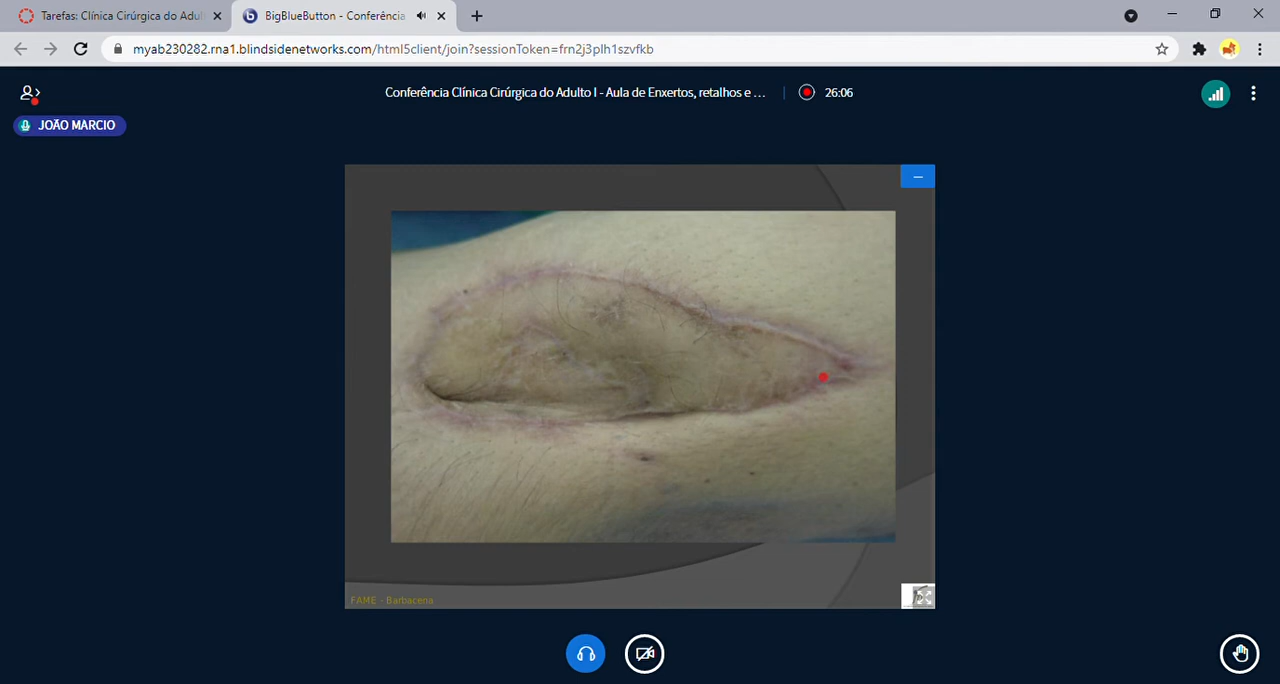 Tarefas: Clínica Cirúrgica do Adul
BigBlueButton - Conferência
myab230282.rna1.blindsidenetworks.com/html5client/join?sessionToken=frn2j3plh1szvfkb
Conferência Clínica Cirúrgica do Adulto I - Aula de Enxertos, retalhos e ...
26:06
JOÃO MARCIO
FAME - Barbacena